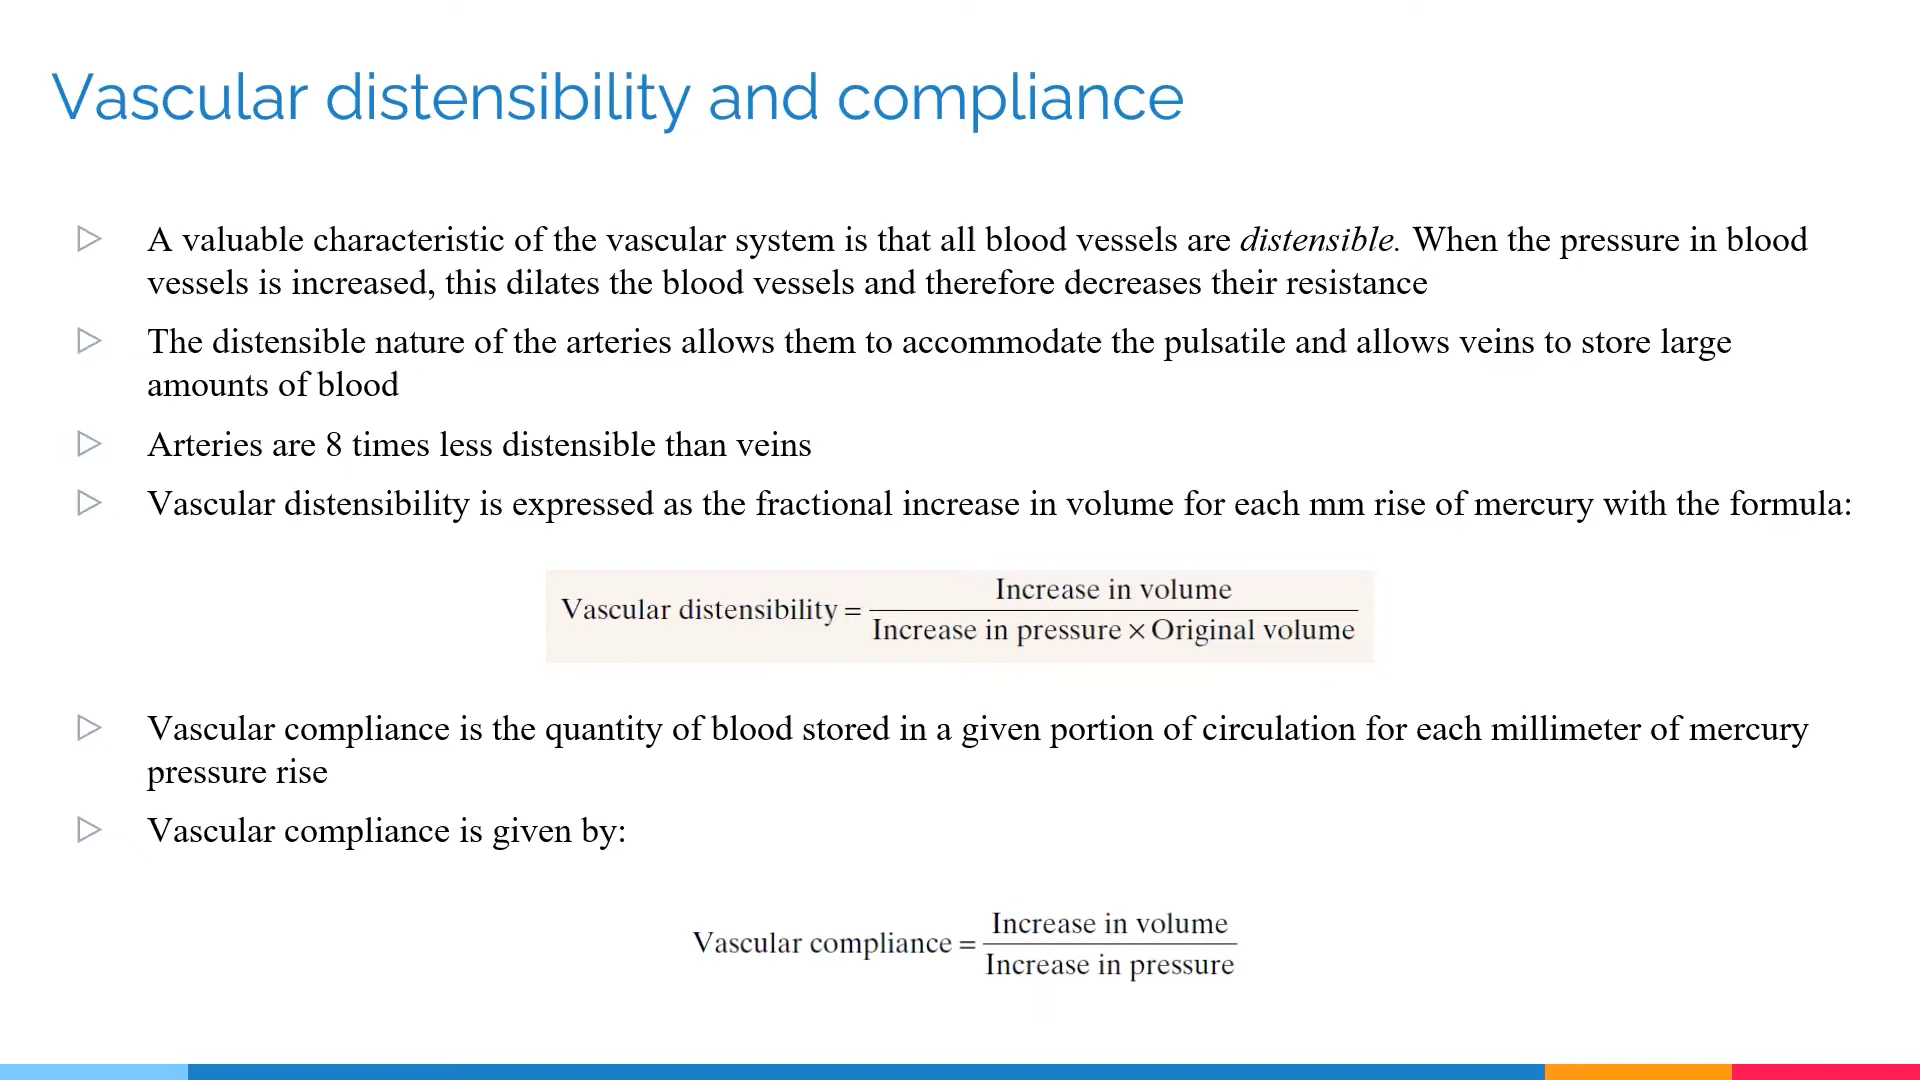 Vascular distensibility and compliance
A valuable characteristic of the vascular system is that all blood vessels are distensible. When the pressure in blood
vessels is increased, this dilates the blood vessels and therefore decreases their resistance
The distensible nature of the arteries allows them to accommodate the pulsatile and allows veins to store large
amounts of blood
Arteries are 8 times less distensible than veins
Vascular distensibility is expressed as the fractional increase in volume for each mm rise of mercury with the formula:
Increase in volume
Vascular distensibility =
Increase in pressure × Original volume
Vascular compliance is the quantity of blood stored in a given portion of circulation for each millimeter of mercury
pressure rise
Vascular compliance is given by:
Increase in volume
Vascular compliance =
Increase in pressure